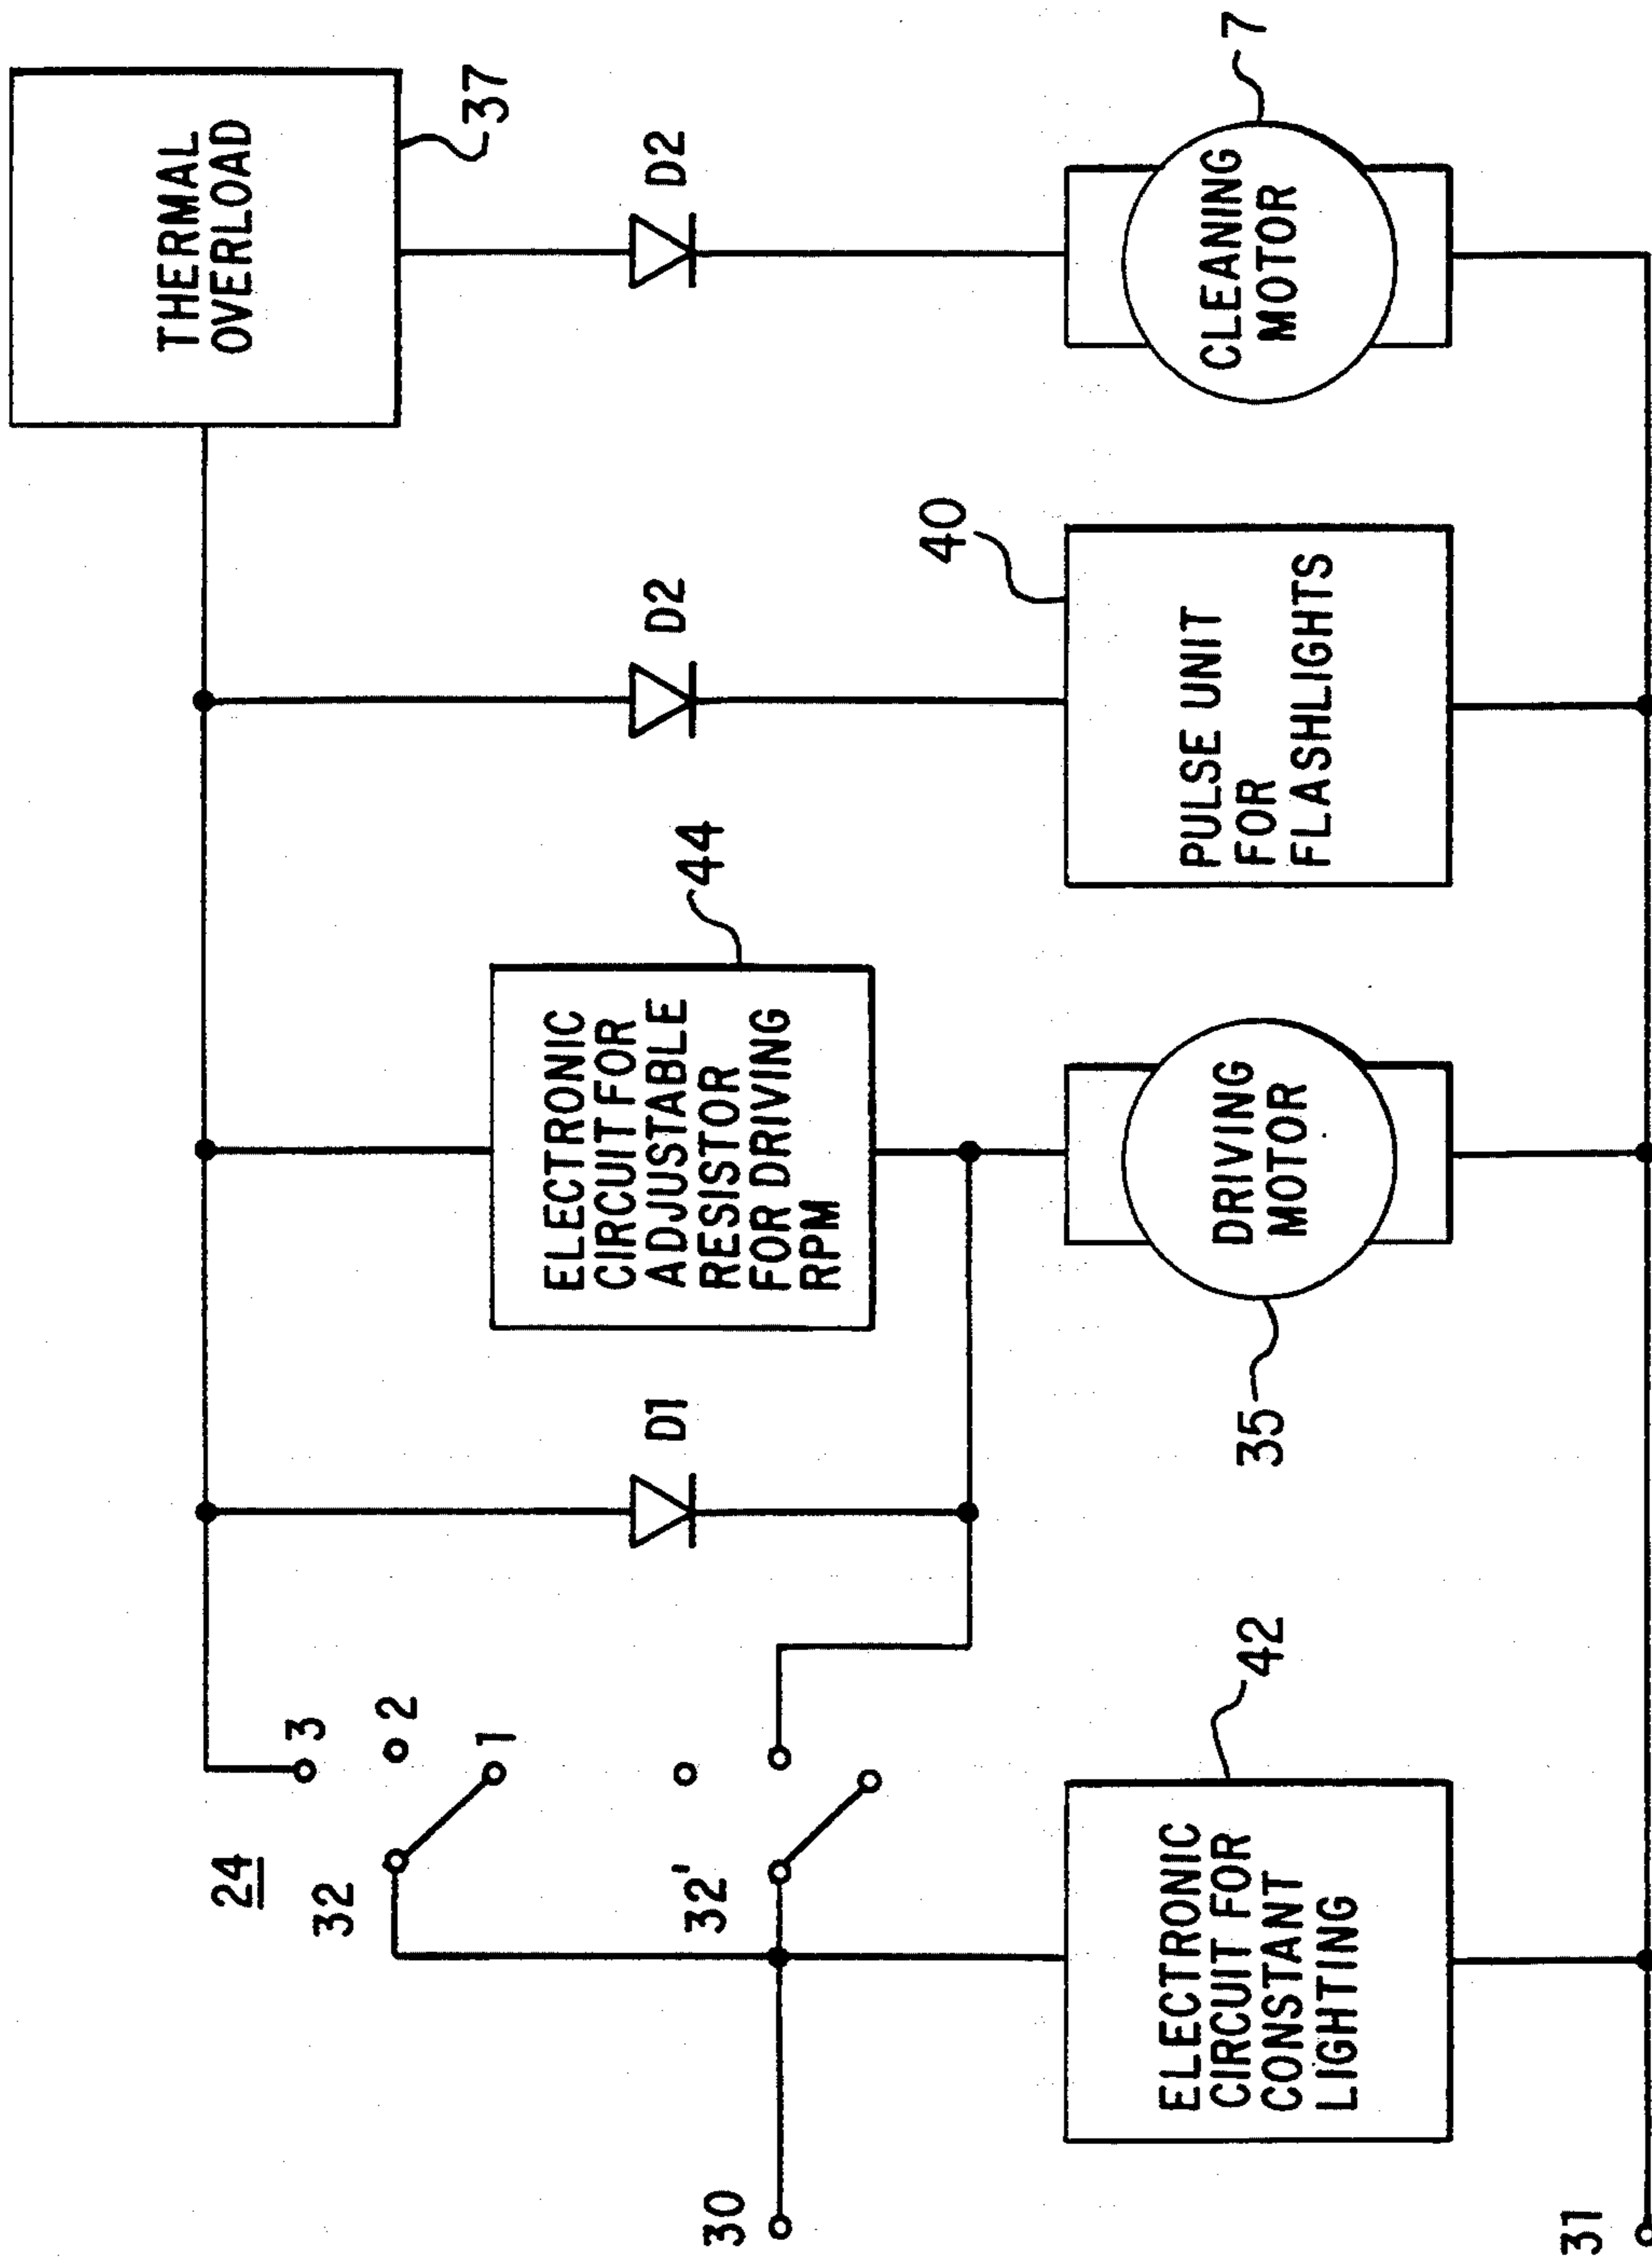 THERMAL
OVERLOAD
37
D2
CLEANING
MOTOR
7
D2
40
PULSE UNIT
FOR
FLASHLIGHTS
44
ELECTRONIC
CIRCUIT FOR
ADJUSTABLE
RESISTOR
FOR DRIVING
RPM
D1
DRIVING
MOTOR
35
24
3
2
1
32
32'
42
ELECTRONIC
CIRCUIT FOR
CONSTANT
LIGHTING
30
31